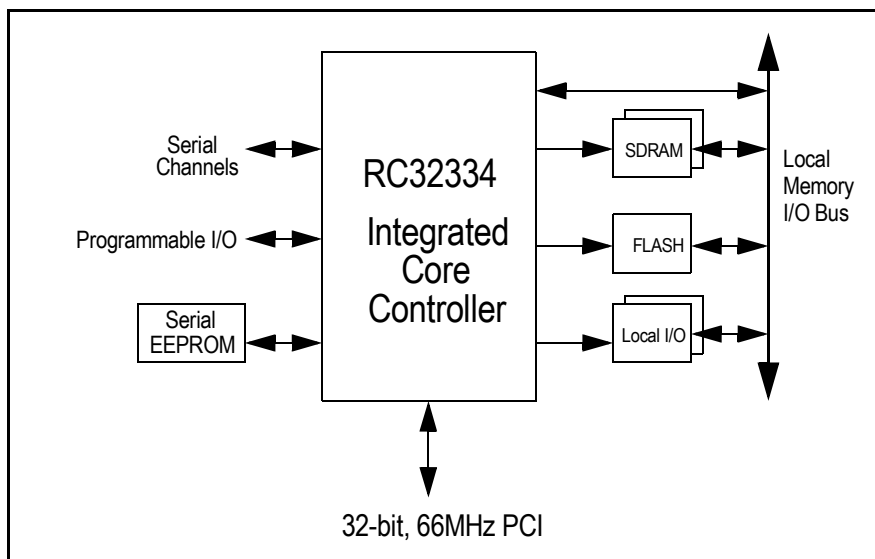 Serial
Channels
Programmable I/O
Serial
EEPROM
RC32334
Integrated
Core
Controller
SDRAM
FLASH
Local I/O
Local
Memory
I/O Bus
32-bit, 66MHz PCI